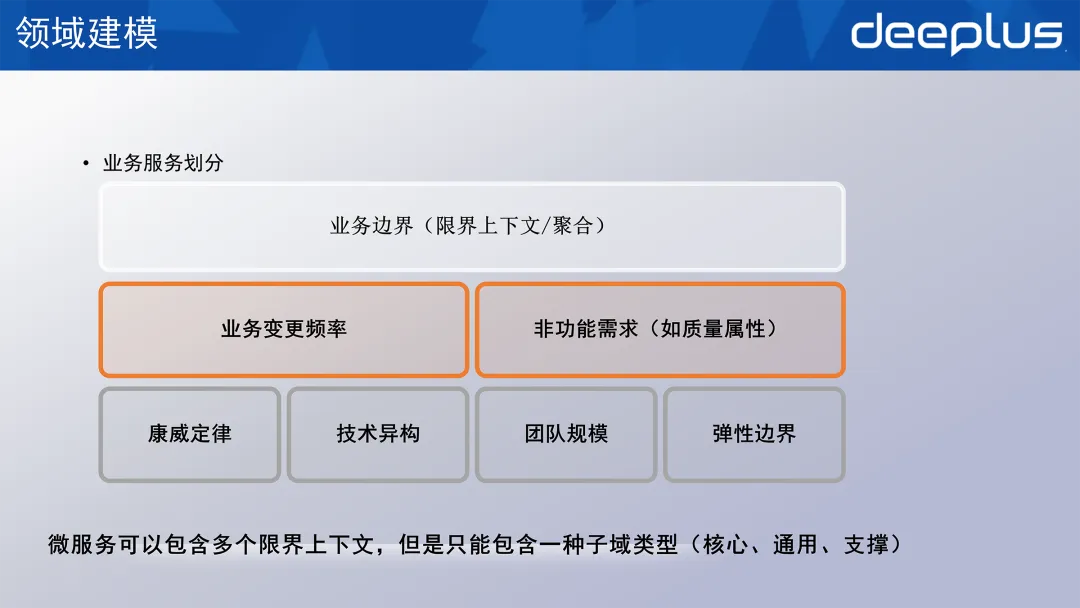 领域建模
deeplus
• 业务服务划分
业务边界（限界上下文/聚合）
业务变更频率
非功能需求（如质量属性）
康威定律
技术异构
团队规模
弹性边界
微服务可以包含多个限界上下文，但是只能包含一种子域类型（核心、通用、支撑）